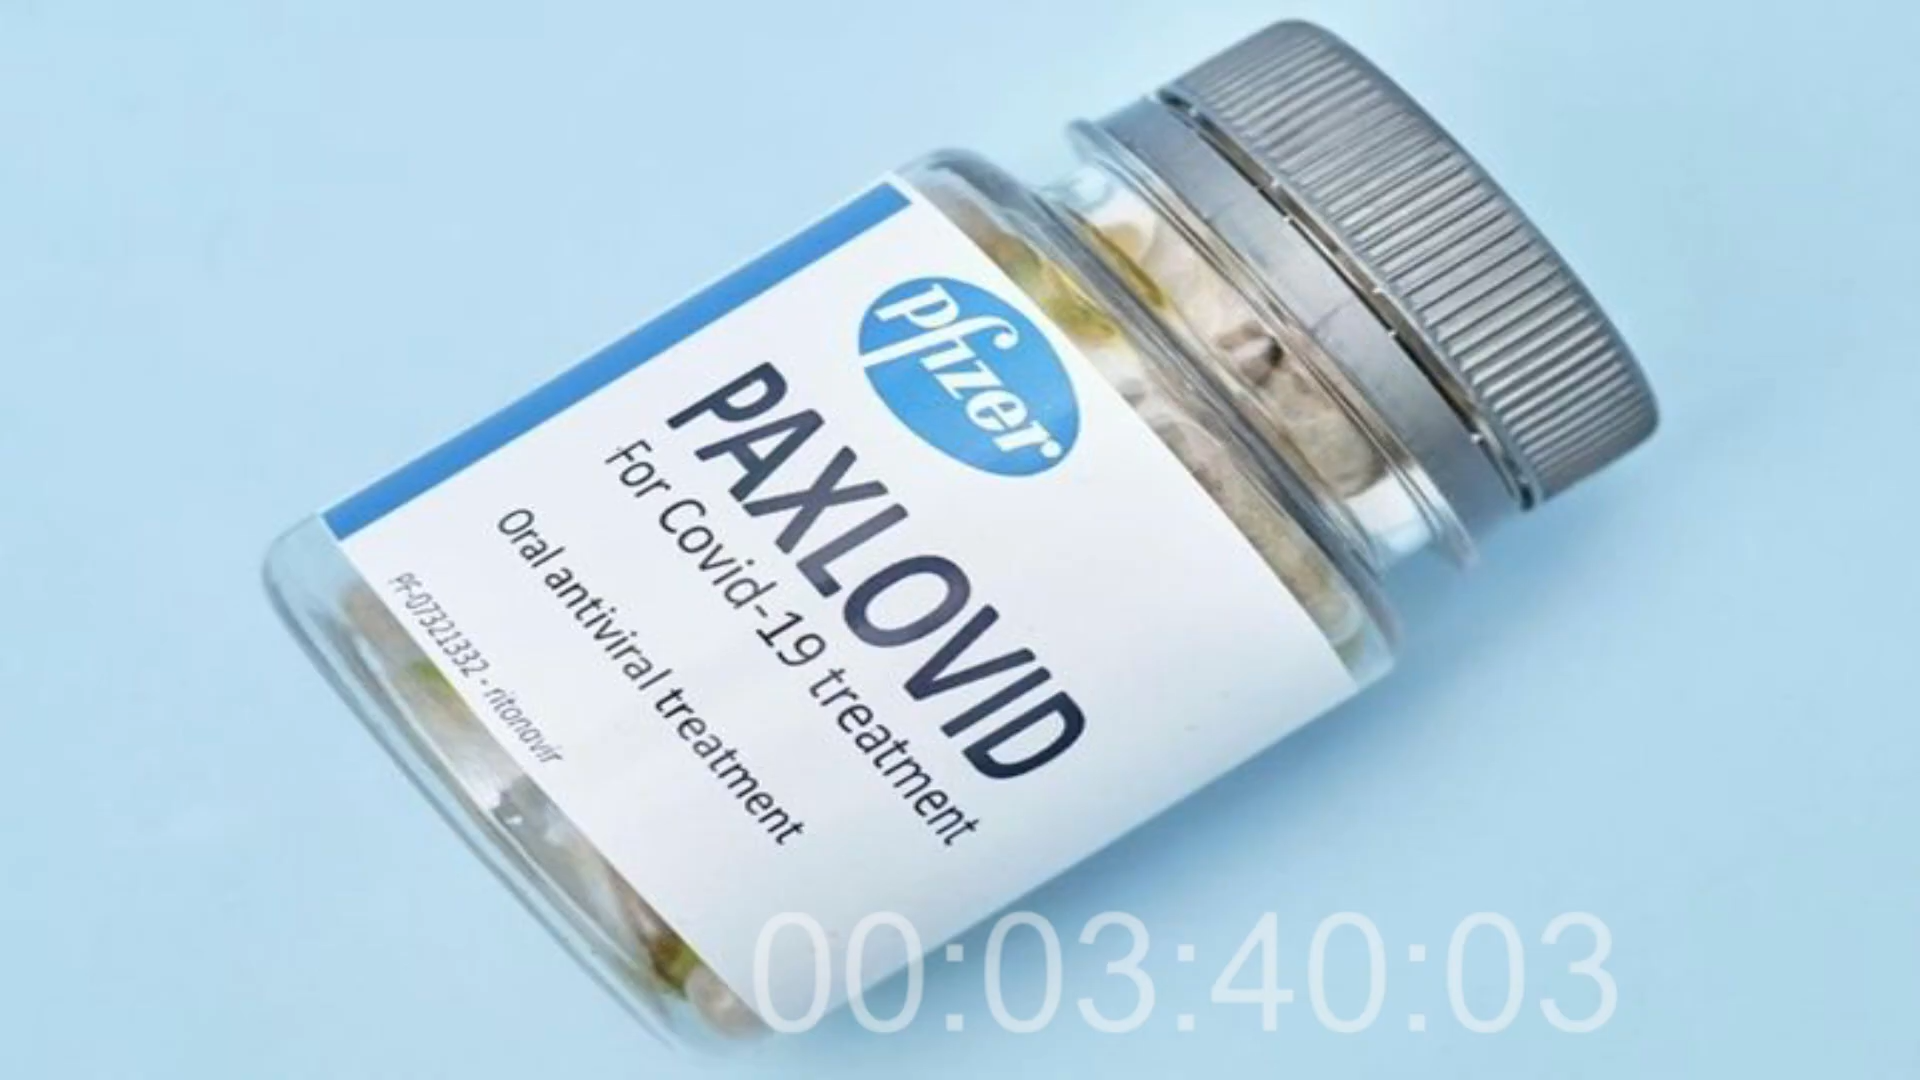 Pfizer
PAXLOVID
For Covid-19 treatment
Oral antiviral treatment
PF-07321332 - ritonavir
00:03:40:03